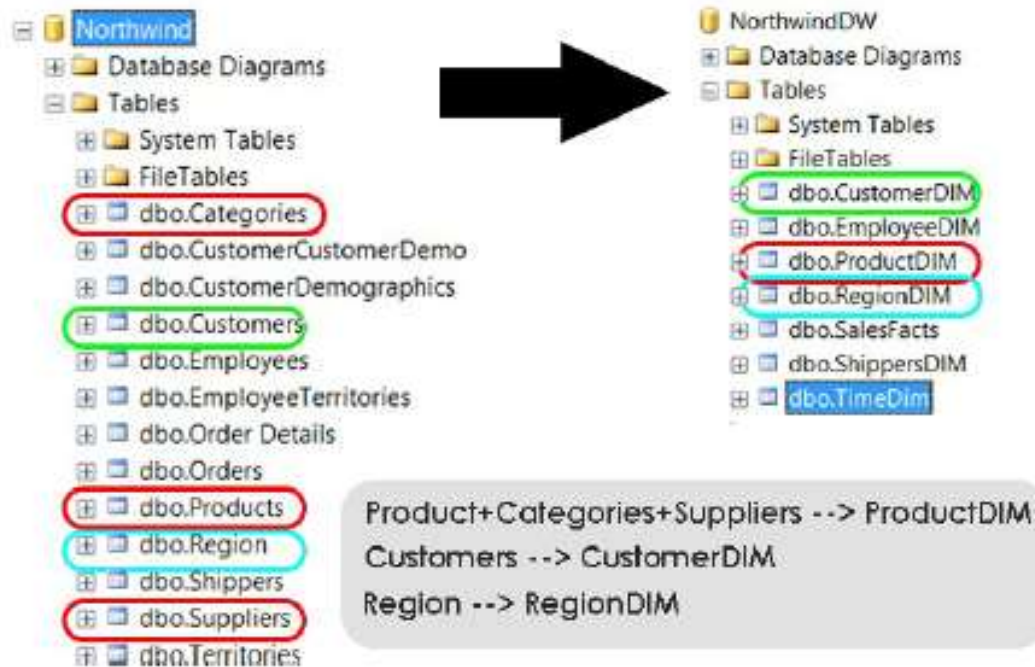 Northwind
Database Diagrams
Tables
System Tables
FileTables
dbo.Categories
dbo.CustomerCustomerDemo
dbo.CustomerDemographics
dbo.Customers
dbo.Employees
dbo.EmployeeTerritories
dbo.Order Details
dbo.Orders
dbo.Products
dbo.Region
dbo.Shippers
dbo.Suppliers
dbo.Territories
NorthwindDW
Database Diagrams
Tables
System Tables
FileTables
dbo.CustomerDIM
dbo.EmployeeDIM
dbo.ProductDIM
dbo.RegionDIM
dbo.SalesFacts
dbo.ShippersDIM
dbo.TimeDim
Product+Categories+Suppliers --> ProductDIM
Customers --> CustomerDIM
Region --> RegionDIM